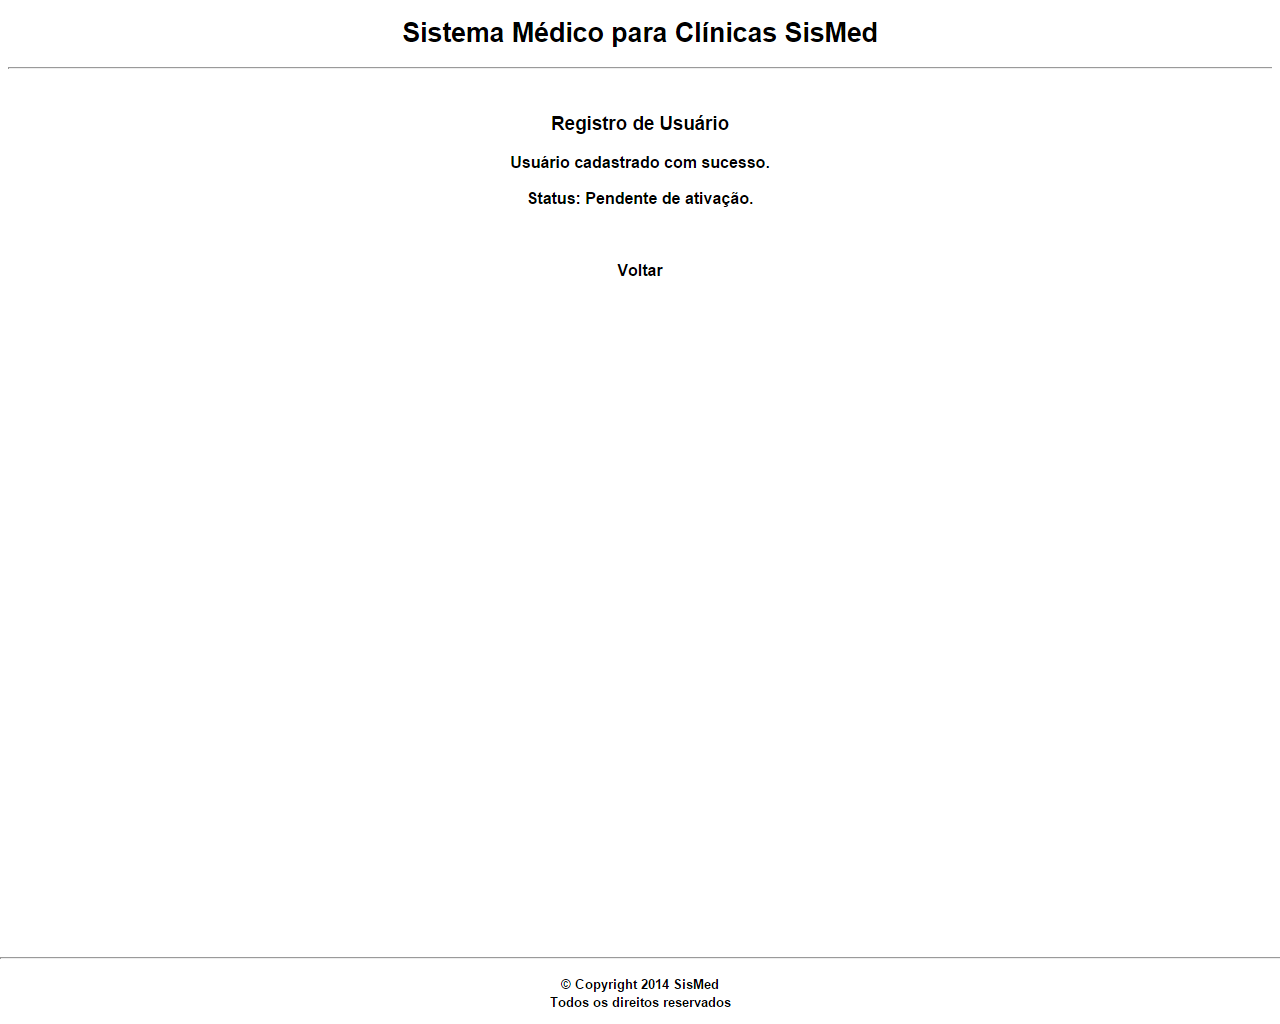 Sistema Médico para Clínicas SisMed
Registro de Usuário
Usuário cadastrado com sucesso.
Status: Pendente de ativação.
Voltar
© Copyright 2014 SisMed
Todos os direitos reservados